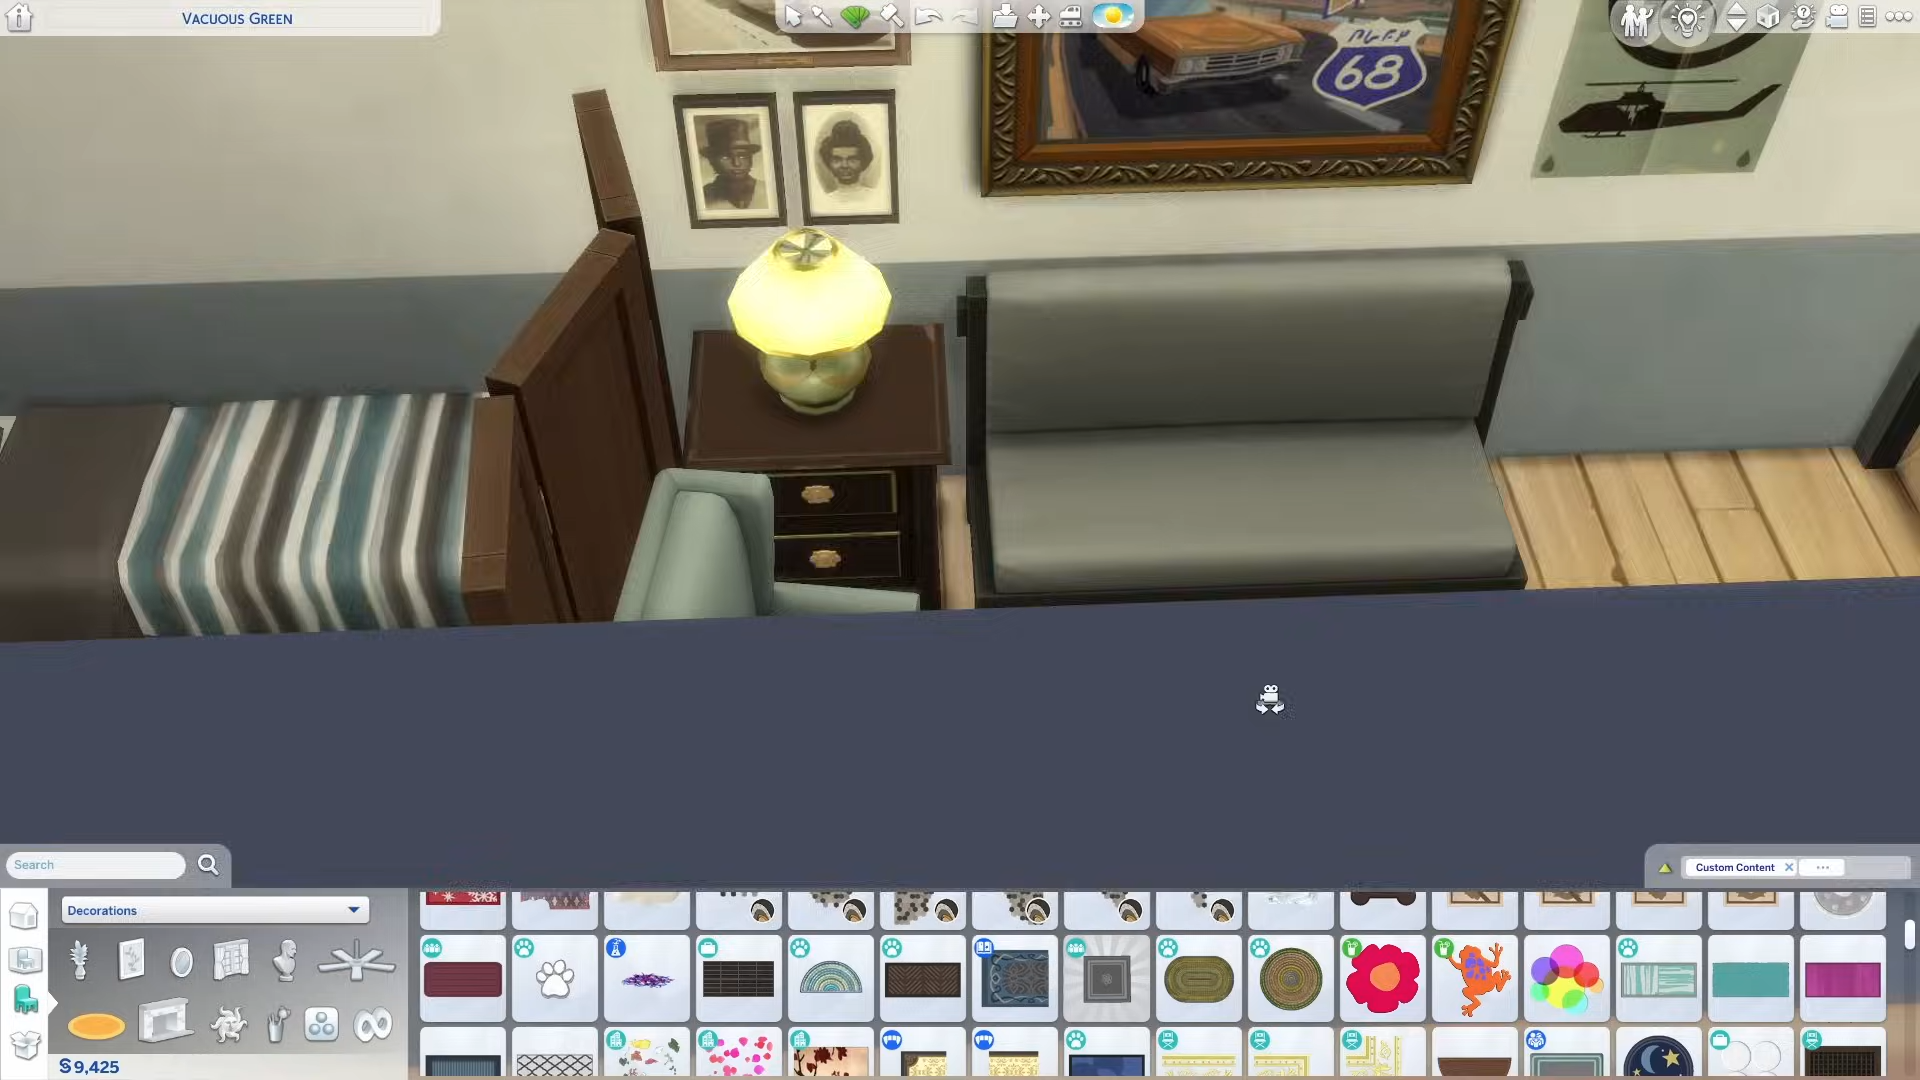 Vacuous Green
68
Search
Custom Content
Decorations
§9,425